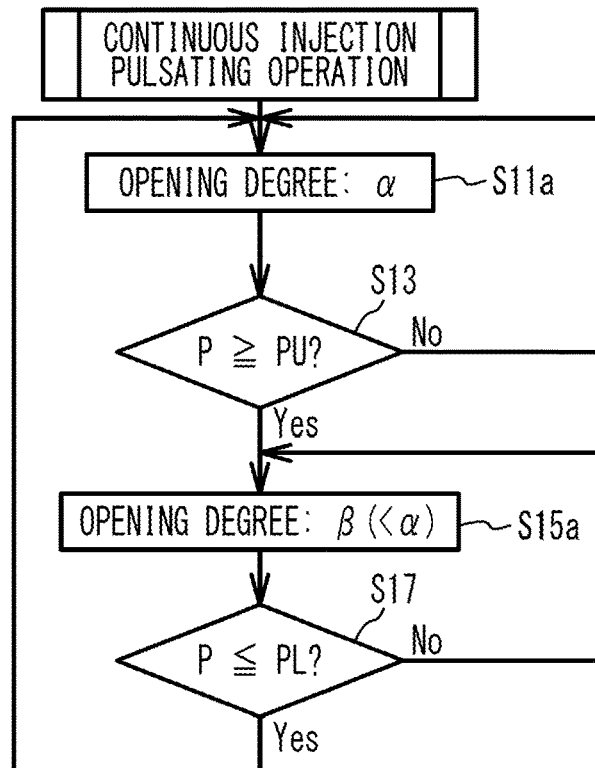 CONTINUOUS INJECTION
PULSATING OPERATION
OPENING DEGREE: α
S11a
S13
P ≧ PU?
No
Yes
OPENING DEGREE: β (<α)
S15a
S17
P ≦ PL?
No
Yes